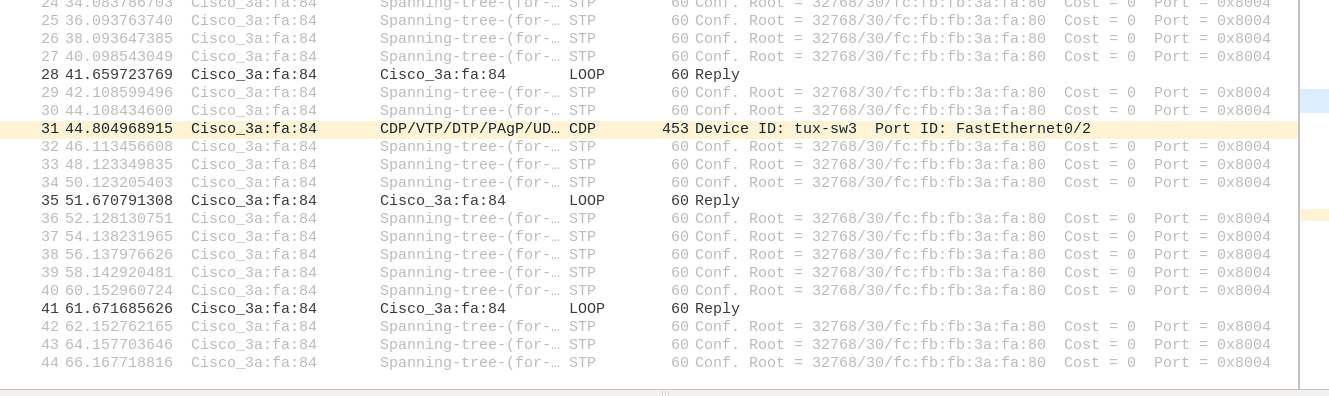 24 34.083786703 Cisco_3a:fa:84 Spanning-tree-(for-… STP 60 Conf. Root = 32768/30/fc:fb:fb:3a:fa:80 Cost = 0 Port = 0x8004
25 36.093763740 Cisco_3a:fa:84 Spanning-tree-(for-… STP 60 Conf. Root = 32768/30/fc:fb:fb:3a:fa:80 Cost = 0 Port = 0x8004
26 38.093647385 Cisco_3a:fa:84 Spanning-tree-(for-… STP 60 Conf. Root = 32768/30/fc:fb:fb:3a:fa:80 Cost = 0 Port = 0x8004
27 40.098543049 Cisco_3a:fa:84 Spanning-tree-(for-… STP 60 Conf. Root = 32768/30/fc:fb:fb:3a:fa:80 Cost = 0 Port = 0x8004
28 41.659723769 Cisco_3a:fa:84 Cisco_3a:fa:84 LOOP 60 Reply
29 42.108599496 Cisco_3a:fa:84 Spanning-tree-(for-… STP 60 Conf. Root = 32768/30/fc:fb:fb:3a:fa:80 Cost = 0 Port = 0x8004
30 44.108434600 Cisco_3a:fa:84 Spanning-tree-(for-… STP 60 Conf. Root = 32768/30/fc:fb:fb:3a:fa:80 Cost = 0 Port = 0x8004
31 44.804968915 Cisco_3a:fa:84 CDP/VTP/DTP/PAgP/UD… CDP 453 Device ID: tux-sw3 Port ID: FastEthernet0/2
32 46.113456608 Cisco_3a:fa:84 Spanning-tree-(for-… STP 60 Conf. Root = 32768/30/fc:fb:fb:3a:fa:80 Cost = 0 Port = 0x8004
33 48.123349835 Cisco_3a:fa:84 Spanning-tree-(for-… STP 60 Conf. Root = 32768/30/fc:fb:fb:3a:fa:80 Cost = 0 Port = 0x8004
34 50.123205403 Cisco_3a:fa:84 Spanning-tree-(for-… STP 60 Conf. Root = 32768/30/fc:fb:fb:3a:fa:80 Cost = 0 Port = 0x8004
35 51.670791308 Cisco_3a:fa:84 Cisco_3a:fa:84 LOOP 60 Reply
36 52.128130751 Cisco_3a:fa:84 Spanning-tree-(for-… STP 60 Conf. Root = 32768/30/fc:fb:fb:3a:fa:80 Cost = 0 Port = 0x8004
37 54.138231965 Cisco_3a:fa:84 Spanning-tree-(for-… STP 60 Conf. Root = 32768/30/fc:fb:fb:3a:fa:80 Cost = 0 Port = 0x8004
38 56.137976626 Cisco_3a:fa:84 Spanning-tree-(for-… STP 60 Conf. Root = 32768/30/fc:fb:fb:3a:fa:80 Cost = 0 Port = 0x8004
39 58.142920481 Cisco_3a:fa:84 Spanning-tree-(for-… STP 60 Conf. Root = 32768/30/fc:fb:fb:3a:fa:80 Cost = 0 Port = 0x8004
40 60.152960724 Cisco_3a:fa:84 Spanning-tree-(for-… STP 60 Conf. Root = 32768/30/fc:fb:fb:3a:fa:80 Cost = 0 Port = 0x8004
41 61.671685626 Cisco_3a:fa:84 Cisco_3a:fa:84 LOOP 60 Reply
42 62.152762165 Cisco_3a:fa:84 Spanning-tree-(for-… STP 60 Conf. Root = 32768/30/fc:fb:fb:3a:fa:80 Cost = 0 Port = 0x8004
43 64.157703646 Cisco_3a:fa:84 Spanning-tree-(for-… STP 60 Conf. Root = 32768/30/fc:fb:fb:3a:fa:80 Cost = 0 Port = 0x8004
44 66.167718816 Cisco_3a:fa:84 Spanning-tree-(for-… STP 60 Conf. Root = 32768/30/fc:fb:fb:3a:fa:80 Cost = 0 Port = 0x8004